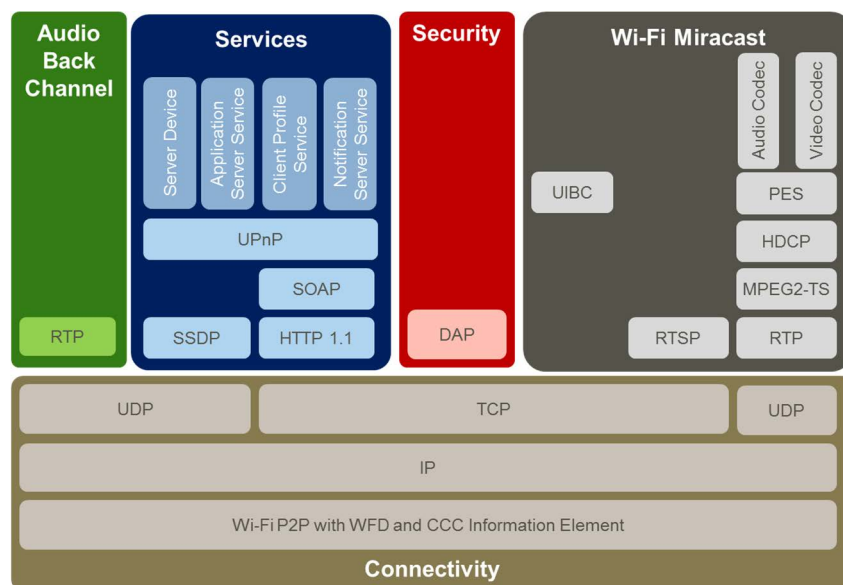 Audio
Back
Channel
RTP
Services
Server Device
Application
Server Service
Client Profile
Service
Notification
Server Service
UPnP
SOAP
SSDP
HTTP 1.1
Security
DAP
Wi-Fi Miracast
Audio Codec
Video Codec
UIBC
PES
HDCP
MPEG2-TS
RTSP
RTP
UDP
TCP
UDP
IP
Wi-Fi P2P with WFD and CCC Information Element
Connectivity